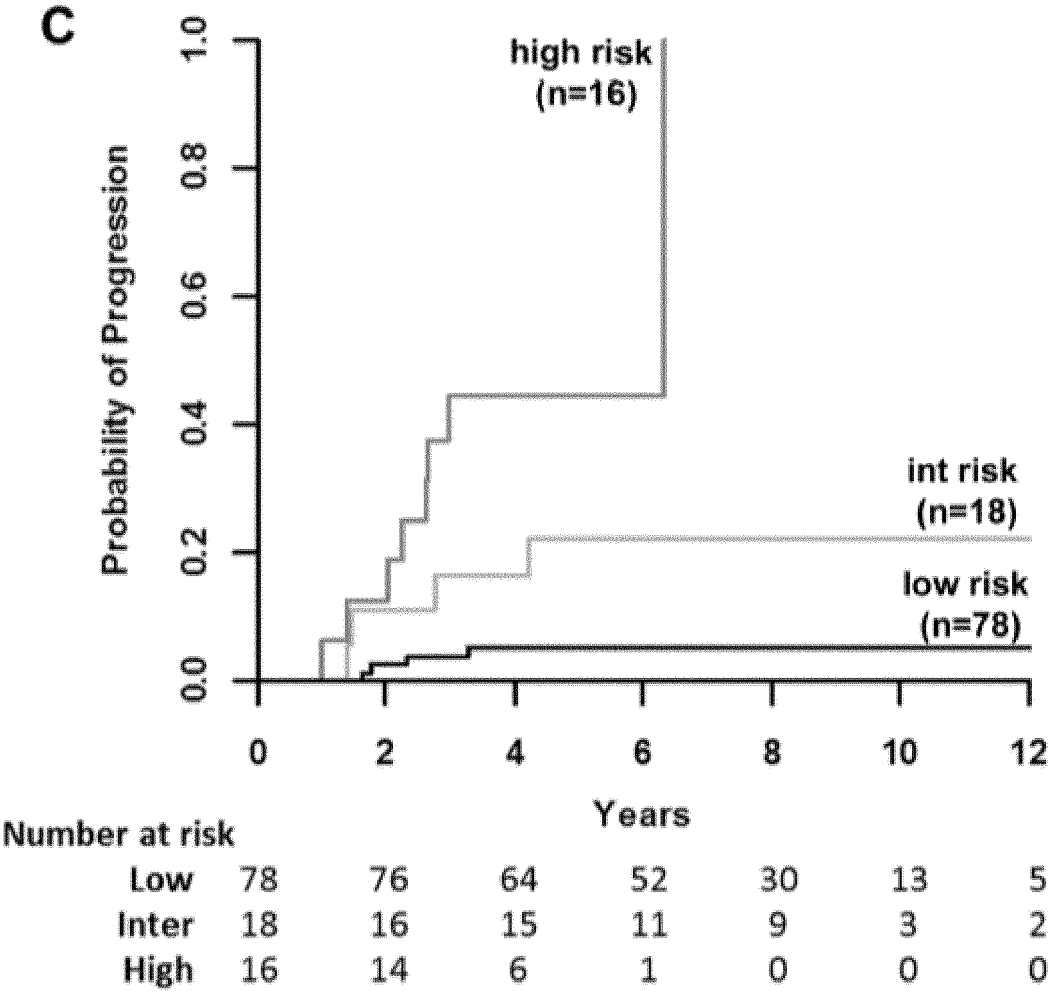 C
1.0
0.8
0.6
0.4
0.2
0.0
Probability of Progression
high risk
(n=16)
int risk
(n=18)
low risk
(n=78)
0 2 4 6 8 10 12
Years
Number at risk
Low 78 76 64 52 30 13 5
Inter 18 16 15 11 9 3 2
High 16 14 6 1 0 0 0